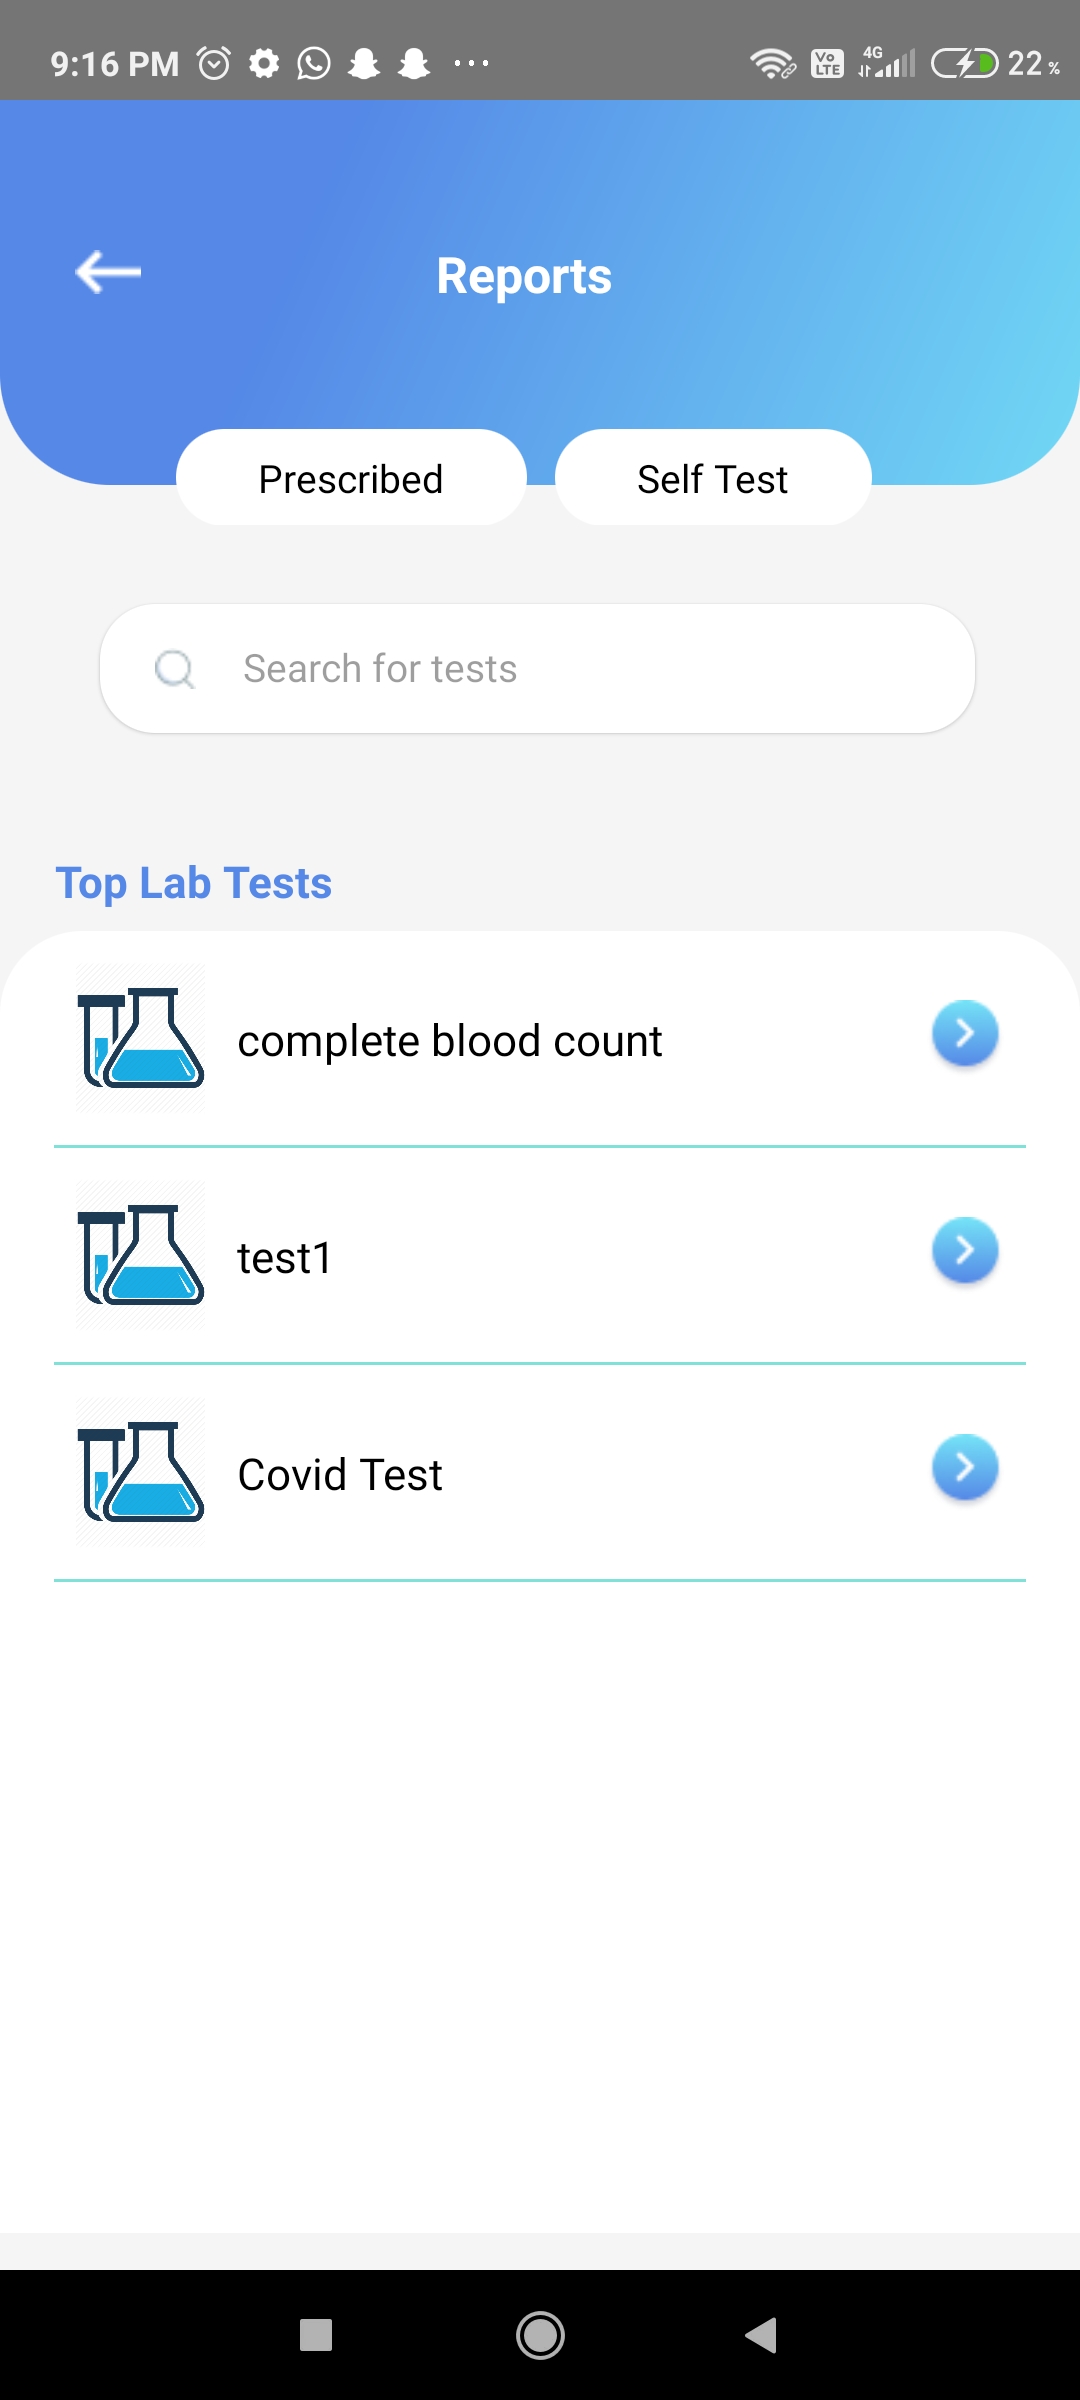 9:16 PM Vo LTE 4G 22 %
Reports
Prescribed Self Test
Search for tests
Top Lab Tests
complete blood count
test1
Covid Test